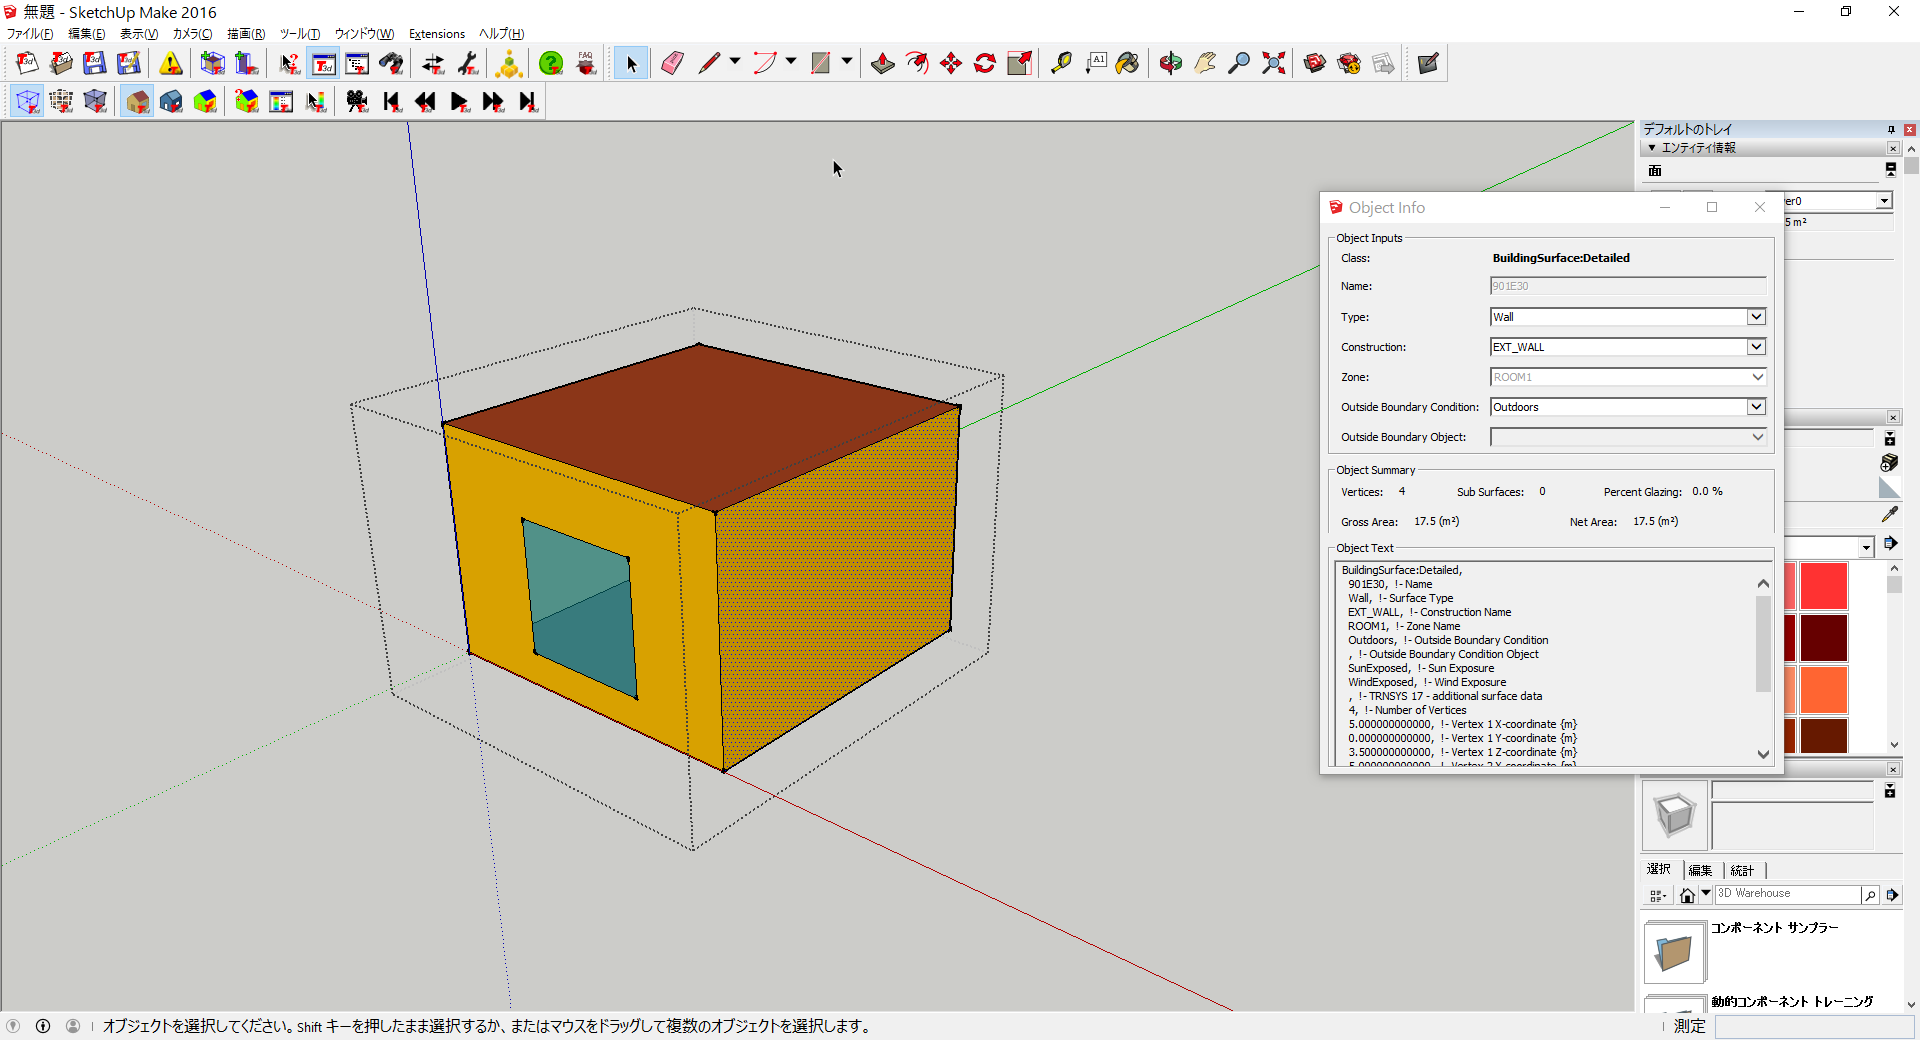 無題 - SketchUp Make 2016
ファイル(F) 編集(E) 表示(V) カメラ(C) 描画(R) ツール(T) ウィンドウ(W) Extensions ヘルプ(H)
デフォルトのトレイ
エンティティ情報
面
er0
5 m²
Object Info
Object Inputs
Class: BuildingSurface:Detailed
Name: 901E30
Type: Wall
Construction: EXT_WALL
Zone: ROOM1
Outside Boundary Condition: Outdoors
Outside Boundary Object:
Object Summary
Vertices: 4 Sub Surfaces: 0 Percent Glazing: 0.0 %
Gross Area: 17.5 (m²) Net Area: 17.5 (m²)
Object Text
BuildingSurface:Detailed,
901E30, !- Name
Wall, !- Surface Type
EXT_WALL, !- Construction Name
ROOM1, !- Zone Name
Outdoors, !- Outside Boundary Condition
, !- Outside Boundary Condition Object
SunExposed, !- Sun Exposure
WindExposed, !- Wind Exposure
, !- TRNSYS 17 - additional surface data
4, !- Number of Vertices
5.000000000000, !- Vertex 1 X-coordinate {m}
0.000000000000, !- Vertex 1 Y-coordinate {m}
3.500000000000, !- Vertex 1 Z-coordinate {m}
5.000000000000, !- Vertex 2 X-coordinate {m}
選択 編集 統計
3D Warehouse
コンポーネント サンプラー
動的コンポーネント トレーニング
オブジェクトを選択してください。Shift キーを押したまま選択するか、またはマウスをドラッグして複数のオブジェクトを選択します。
測定